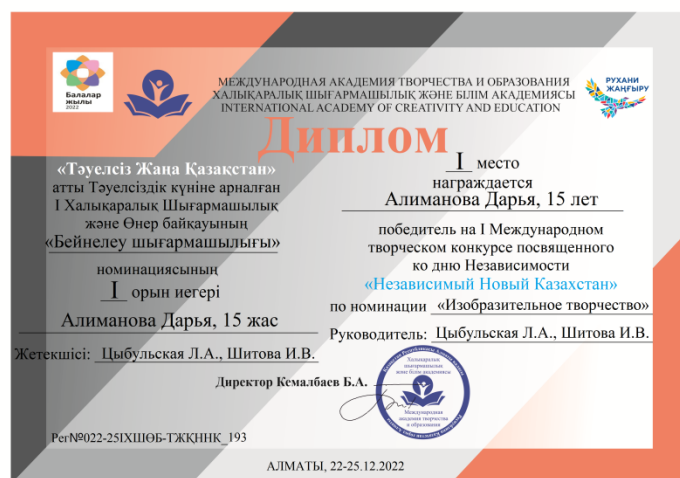 Балалар
жылы
2022
МЕЖДУНАРОДНАЯ АКАДЕМИЯ ТВОРЧЕСТВА И ОБРАЗОВАНИЯ
ХАЛЫҚАРАЛЫҚ ШЫҒАРМАШЫЛЫҚ ЖӘНЕ БІЛІМ АКАДЕМИЯСЫ
INTERNATIONAL ACADEMY OF CREATIVITY AND EDUCATION
РУХАНИ
ЖАҢҒЫРУ
Диплом
«Тәуелсіз Жаңа Қазақстан»
атты Тәуелсіздік күніне арналған
I Халықаралық Шығармашылық
және Өнер байқауының
«Бейнелеу шығармашылығы»
номинациясының
I орын иегері
Алиманова Дарья, 15 жас
Жетекшісі: Цыбульская Л.А., Шитова И.В.
I место
награждается
Алиманова Дарья, 15 лет
победитель на I Международном
творческом конкурсе посвященного
ко дню Независимости
«Независимый Новый Казахстан»
по номинации «Изобразительное творчество»
Руководитель: Цыбульская Л.А., Шитова И.В.
Директор Кемалбаев Б.А.
Халықаралық
шығармашылық
және білім академиясы
Международная
академия творчества
и образования
Рег№022-25ІХШӨБ-ТЖҚННК_193
АЛМАТЫ, 22-25.12.2022